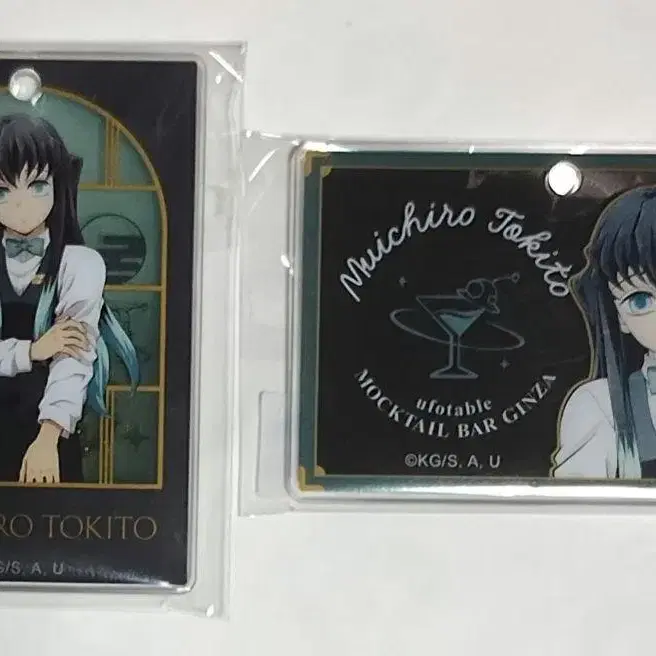 RO TOKITO
G/S, A, U
Muichiro Tokito
ufotable
MOCKTAIL BAR GINZA
©KG/S, A, U